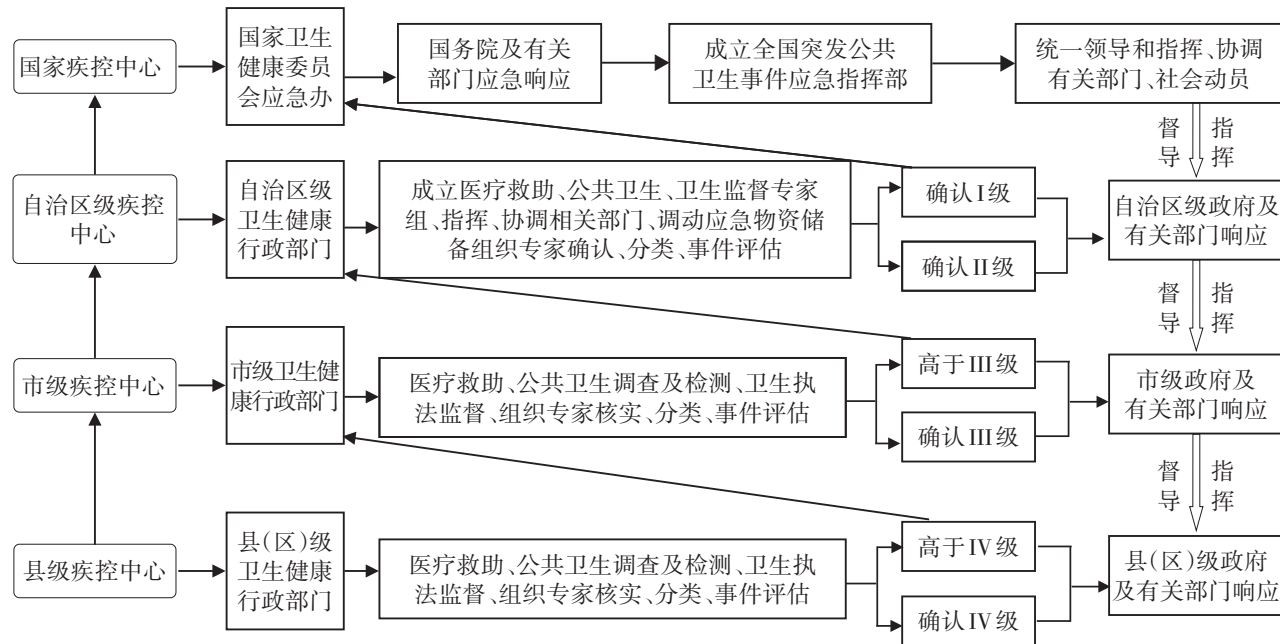 国家疾控中心
国家卫生
健康委员
会应急办
国务院及有关
部门应急响应
成立全国突发公共
卫生事件应急指挥部
统一领导和指挥、协调
有关部门、社会动员
督导
指挥
自治区级疾控
中心
自治区级
卫生健康
行政部门
成立医疗救助、公共卫生、卫生监督专家
组、指挥、协调相关部门、调动应急物资储
备组织专家确认、分类、事件评估
确认I级
确认II级
自治区级政府及
有关部门响应
督导
指挥
市级疾控中心
市级卫生健
康行政部门
医疗救助、公共卫生调查及检测、卫生执
法监督、组织专家核实、分类、事件评估
高于III级
确认III级
市级政府及
有关部门响应
督导
指挥
县级疾控中心
县(区)级
卫生健康
行政部门
医疗救助、公共卫生调查及检测、卫生执
法监督、组织专家核实、分类、事件评估
高于IV级
确认IV级
县(区)级政府
及有关部门响应